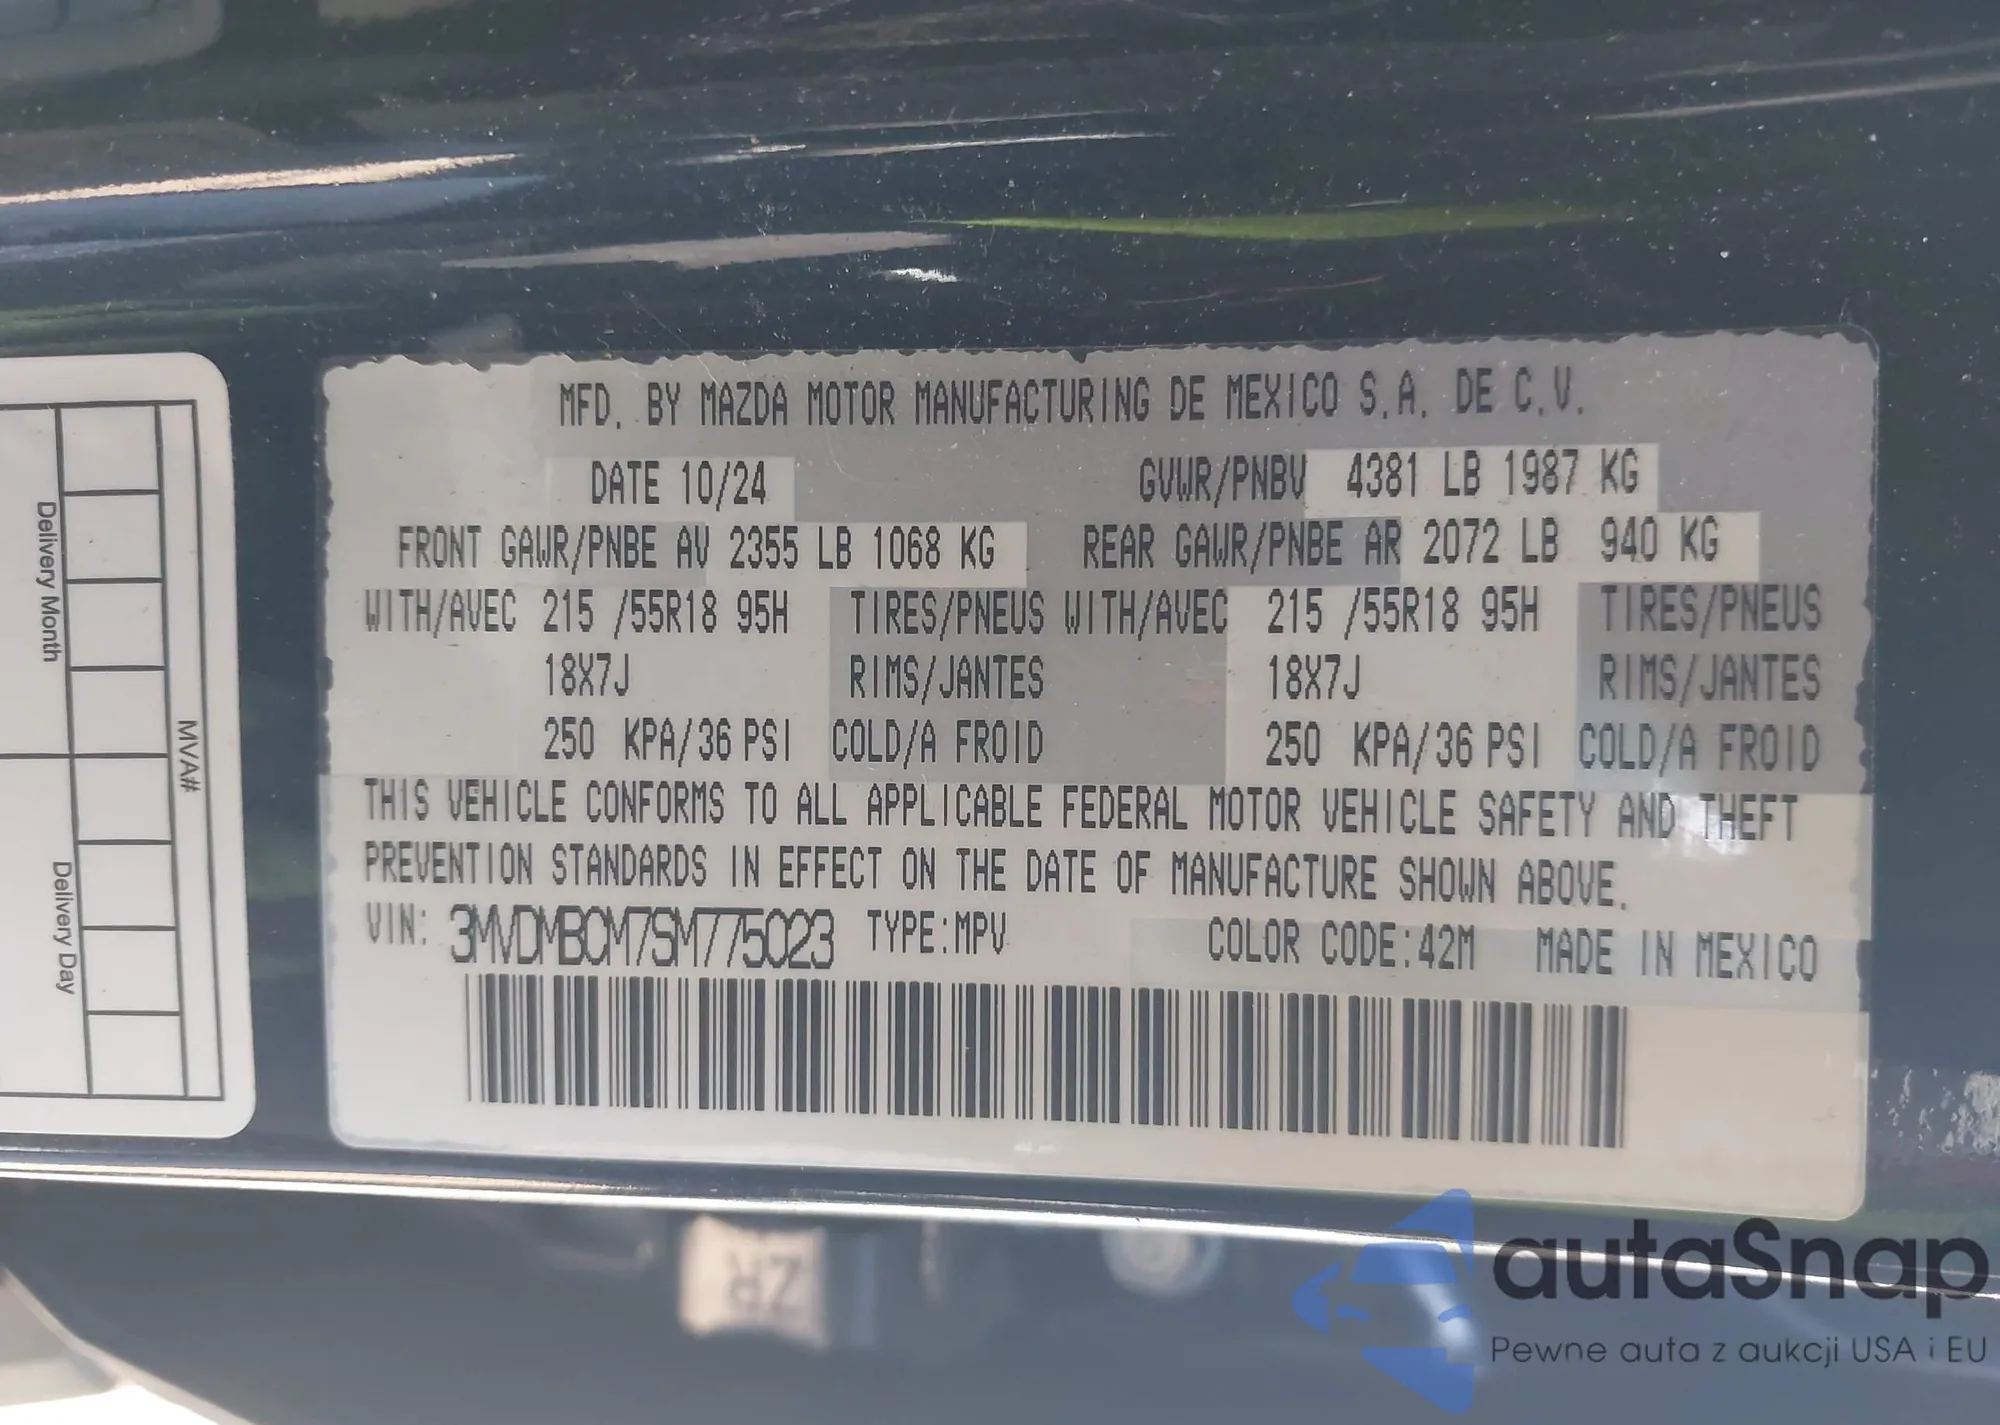 MFD. BY MAZDA MOTOR MANUFACTURING DE MEXICO S.A. DE C.V.
DATE 10/24 GVWR/PNBV 4381 LB 1987 KG
FRONT GAWR/PNBE AV 2355 LB 1068 KG REAR GAWR/PNBE AR 2072 LB 940 KG
WITH/AVEC 215 /55R18 95H TIRES/PNEUS WITH/AVEC 215 /55R18 95H TIRES/PNEUS
18X7J RIMS/JANTES 18X7J RIMS/JANTES
250 KPA/36 PSI COLD/A FROID 250 KPA/36 PSI COLD/A FROID
THIS VEHICLE CONFORMS TO ALL APPLICABLE FEDERAL MOTOR VEHICLE SAFETY AND THEFT
PREVENTION STANDARDS IN EFFECT ON THE DATE OF MANUFACTURE SHOWN ABOVE.
VIN: 3MVDMBCM7SM775023 TYPE:MPV COLOR CODE:42M MADE IN MEXICO
MVA#
Delivery Month
Delivery Day
ZR
autaSnap
Pewne auta z aukcji USA i EU